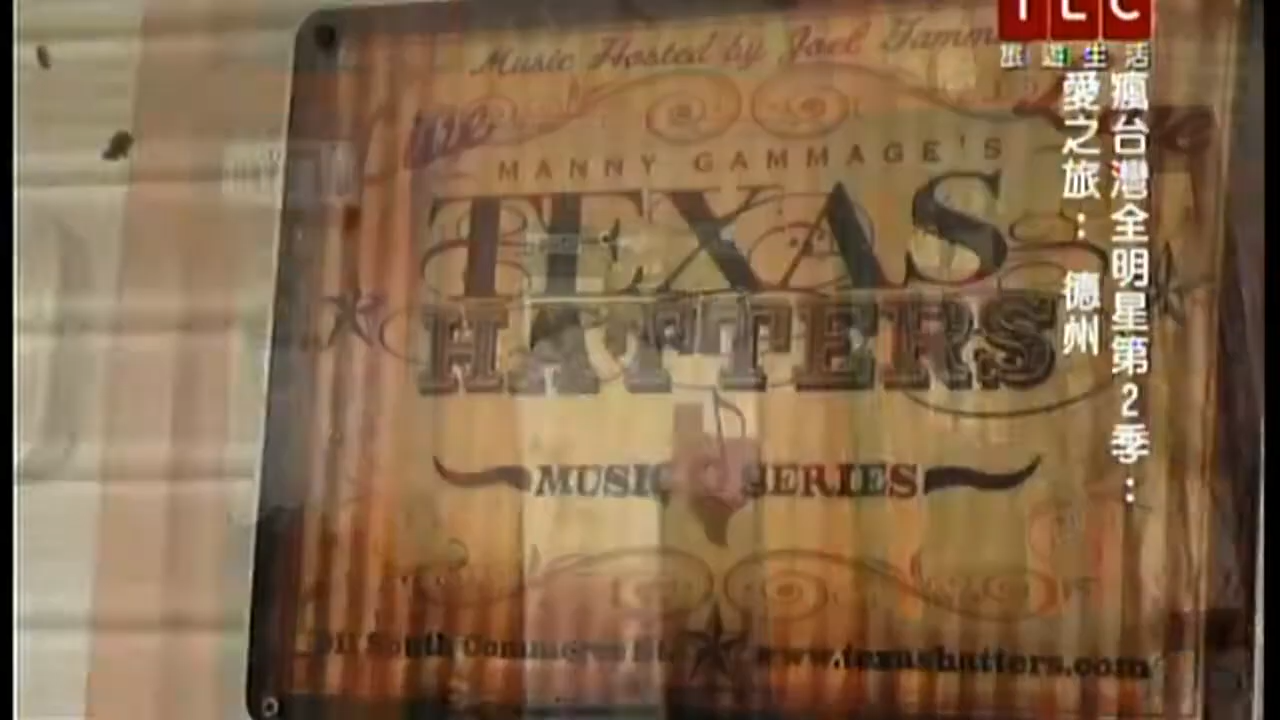 TLC
旅遊生活
瘋台灣全明星第2季：
愛之旅： 德州
Music Hosted by Joel
Live
MANNY GAMMAGE'S
TEXAS
HATTERS
MUSIC SERIES
South Commerce St. www.texashatters.com